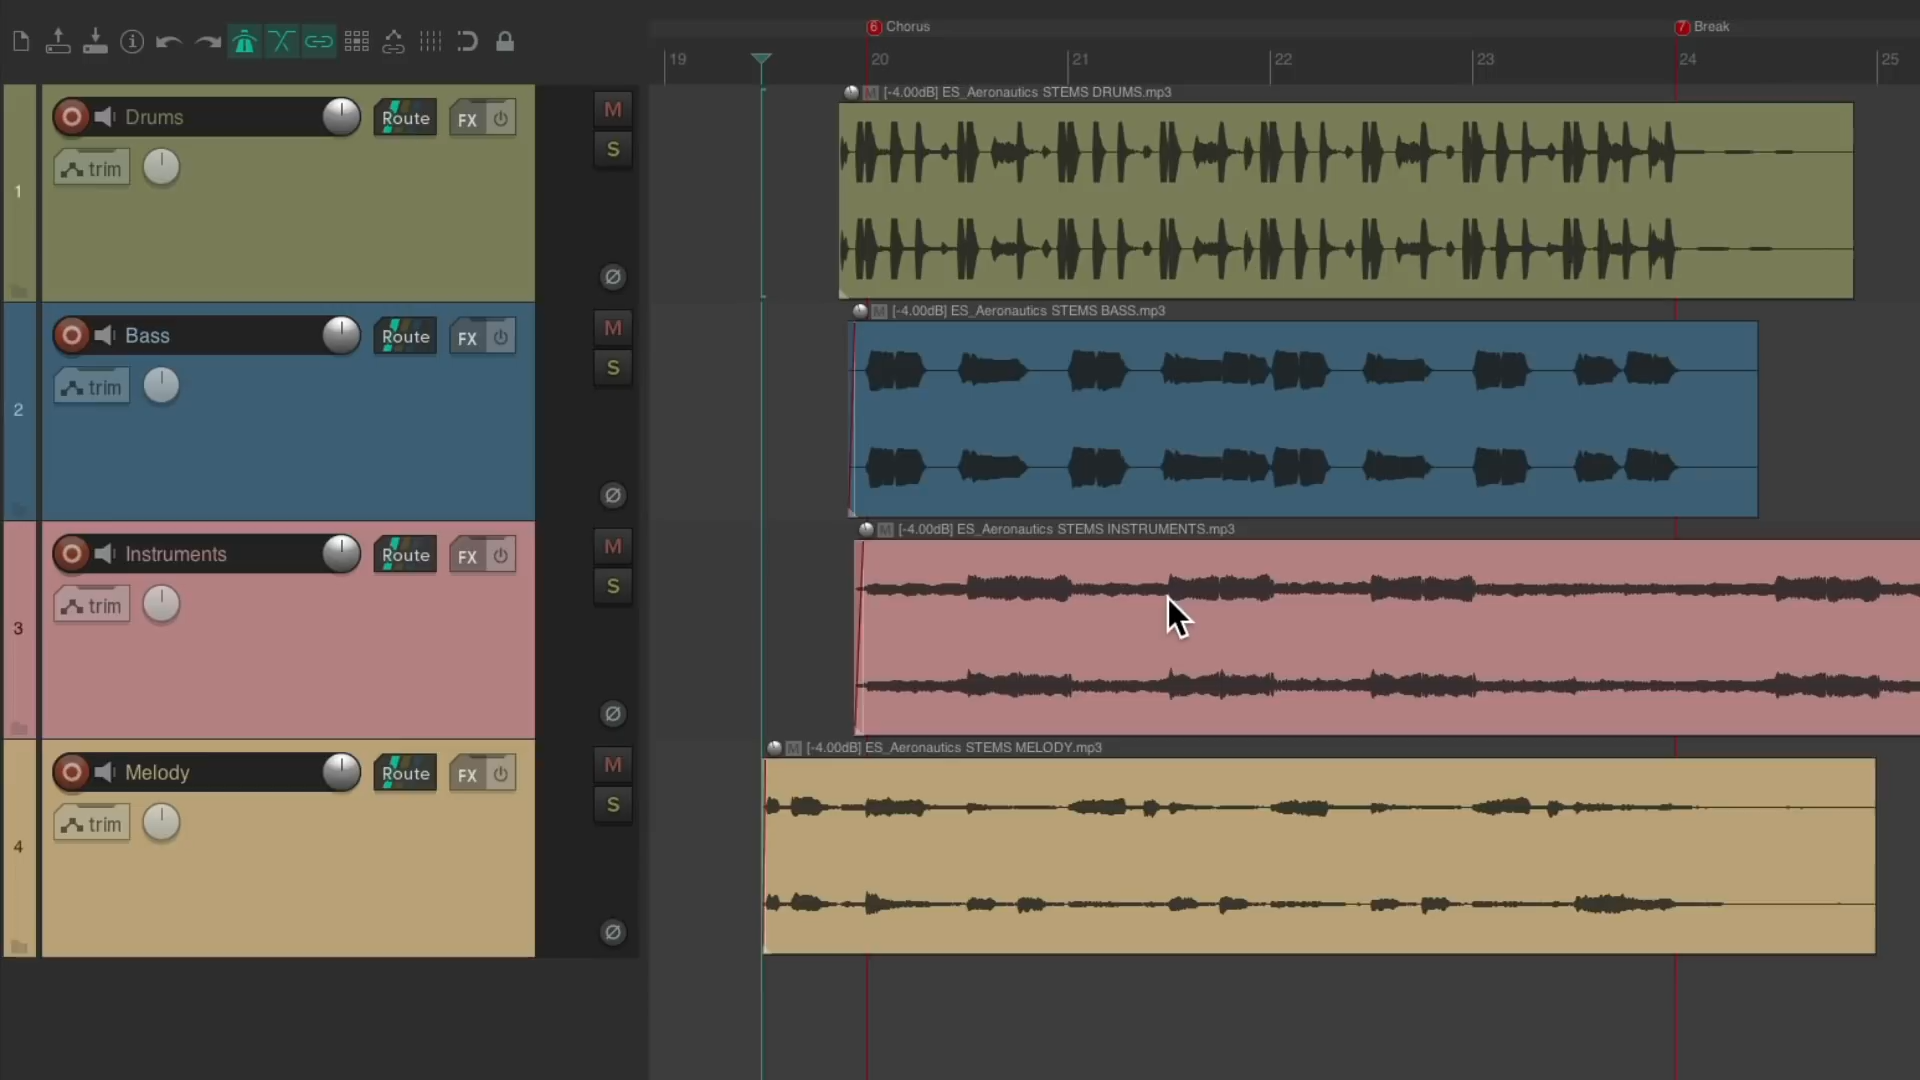 6 Chorus
7 Break
19
20
21
22
23
24
25
[-4.00dB] ES_Aeronautics STEMS DRUMS.mp3
1
Drums
Route
FX
M
S
trim
[-4.00dB] ES_Aeronautics STEMS BASS.mp3
2
Bass
Route
FX
M
S
trim
[-4.00dB] ES_Aeronautics STEMS INSTRUMENTS.mp3
3
Instruments
Route
FX
M
S
trim
[-4.00dB] ES_Aeronautics STEMS MELODY.mp3
4
Melody
Route
FX
M
S
trim